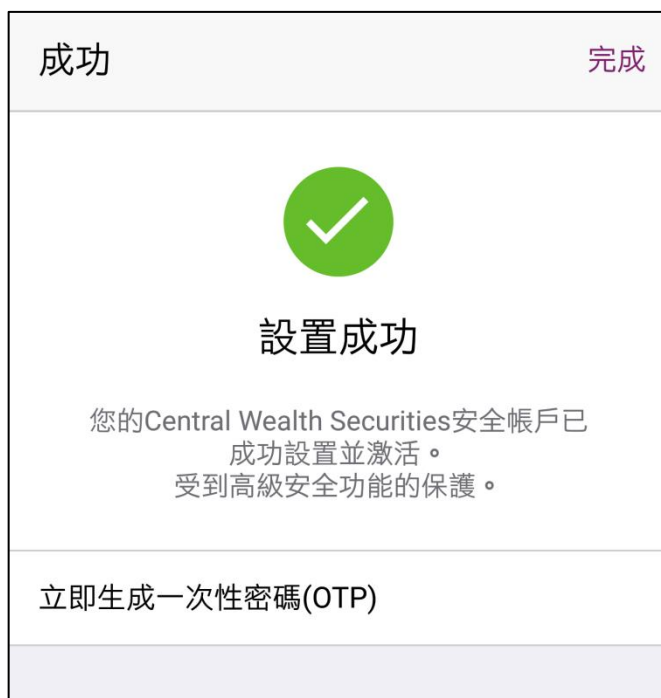 成功
完成
設置成功
您的Central Wealth Securities安全帳戶已
成功設置並激活。
受到高級安全功能的保護。
立即生成一次性密碼(OTP)